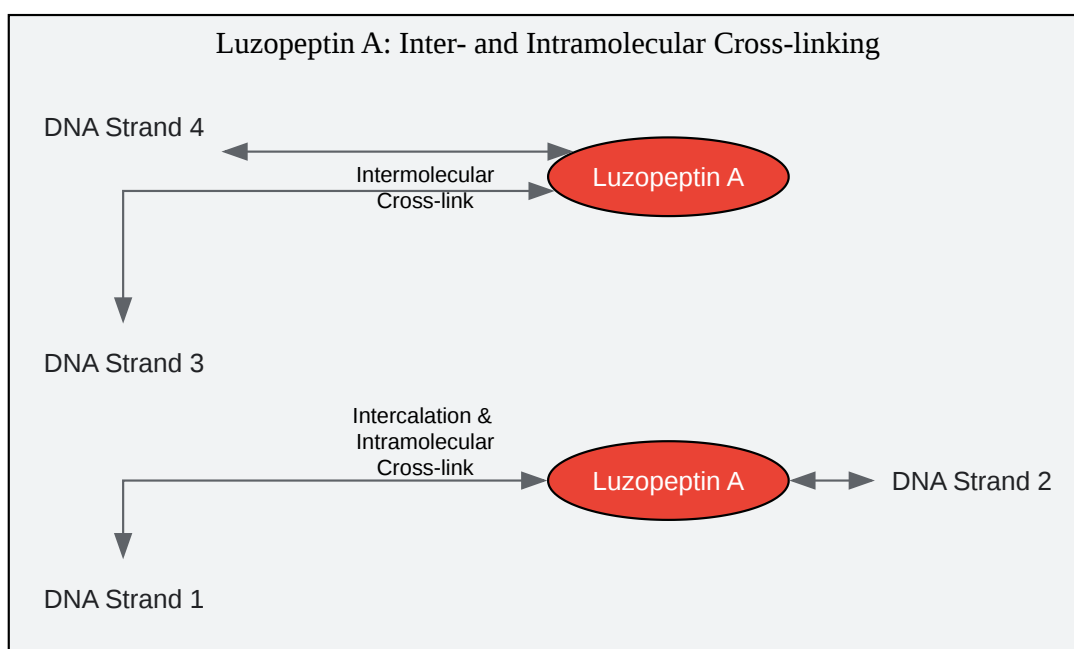 Luzopeptin A: Inter- and Intramolecular Cross-linking
DNA Strand 4
Intermolecular
Cross-link
Luzopeptin A
DNA Strand 3
Intercalation &
Intramolecular
Cross-link
Luzopeptin A
DNA Strand 2
DNA Strand 1